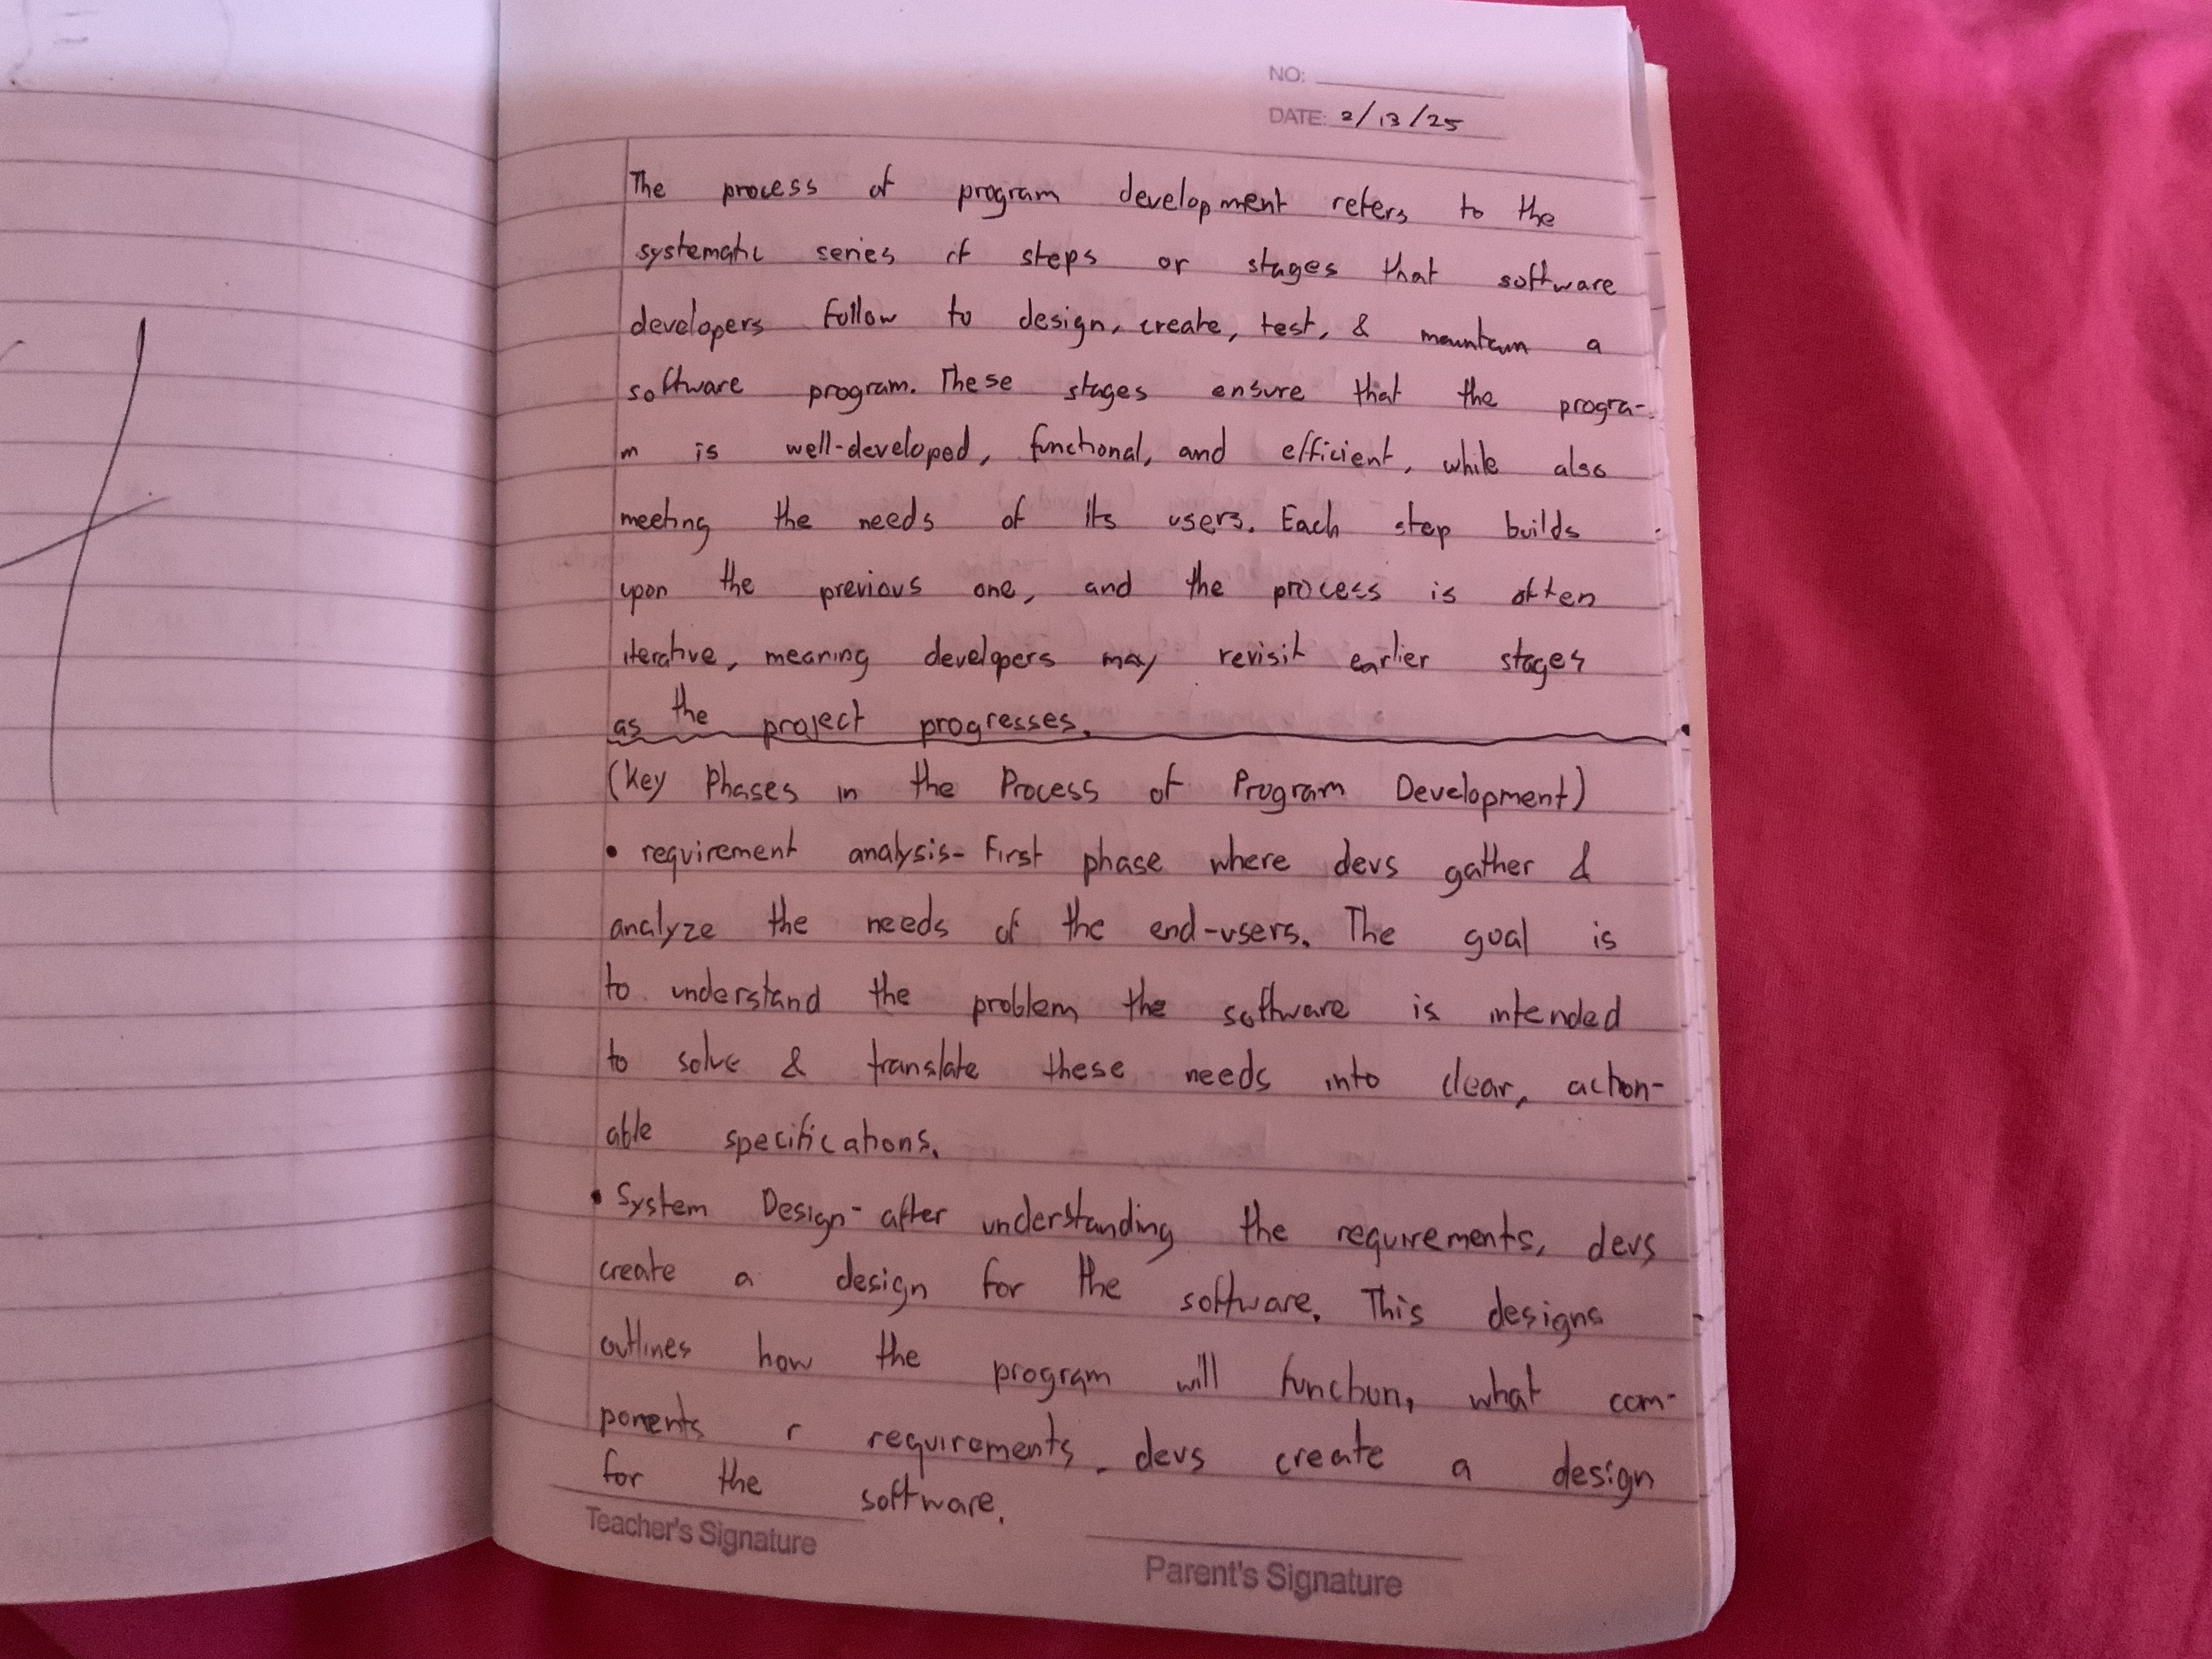 NO:
DATE: 2/13/25
The process of program development refers to the
systematic series if steps or stages that software
developers follow to design, create, test, & maintain a
software program. These stages ensure that the progra-
m is well-developed, functional, and efficient, while also
meeting the needs of its users. Each step builds
upon the previous one, and the process is often
iterative, meaning developers may revisit earlier stages
as the project progresses.
(Key Phases in the Process of Program Development)
• requirement analysis- First phase where devs gather &
analyze the needs of the end-users. The goal is
to understand the problem the software is intended
to solve & translate these needs into clear, action-
able specifications.
• System Design- after understanding the requirements, devs
create a design for the software. This designs
outlines how the program will function, what com-
ponents r requirements, devs create a design
for the software.
Teacher's Signature
Parent's Signature